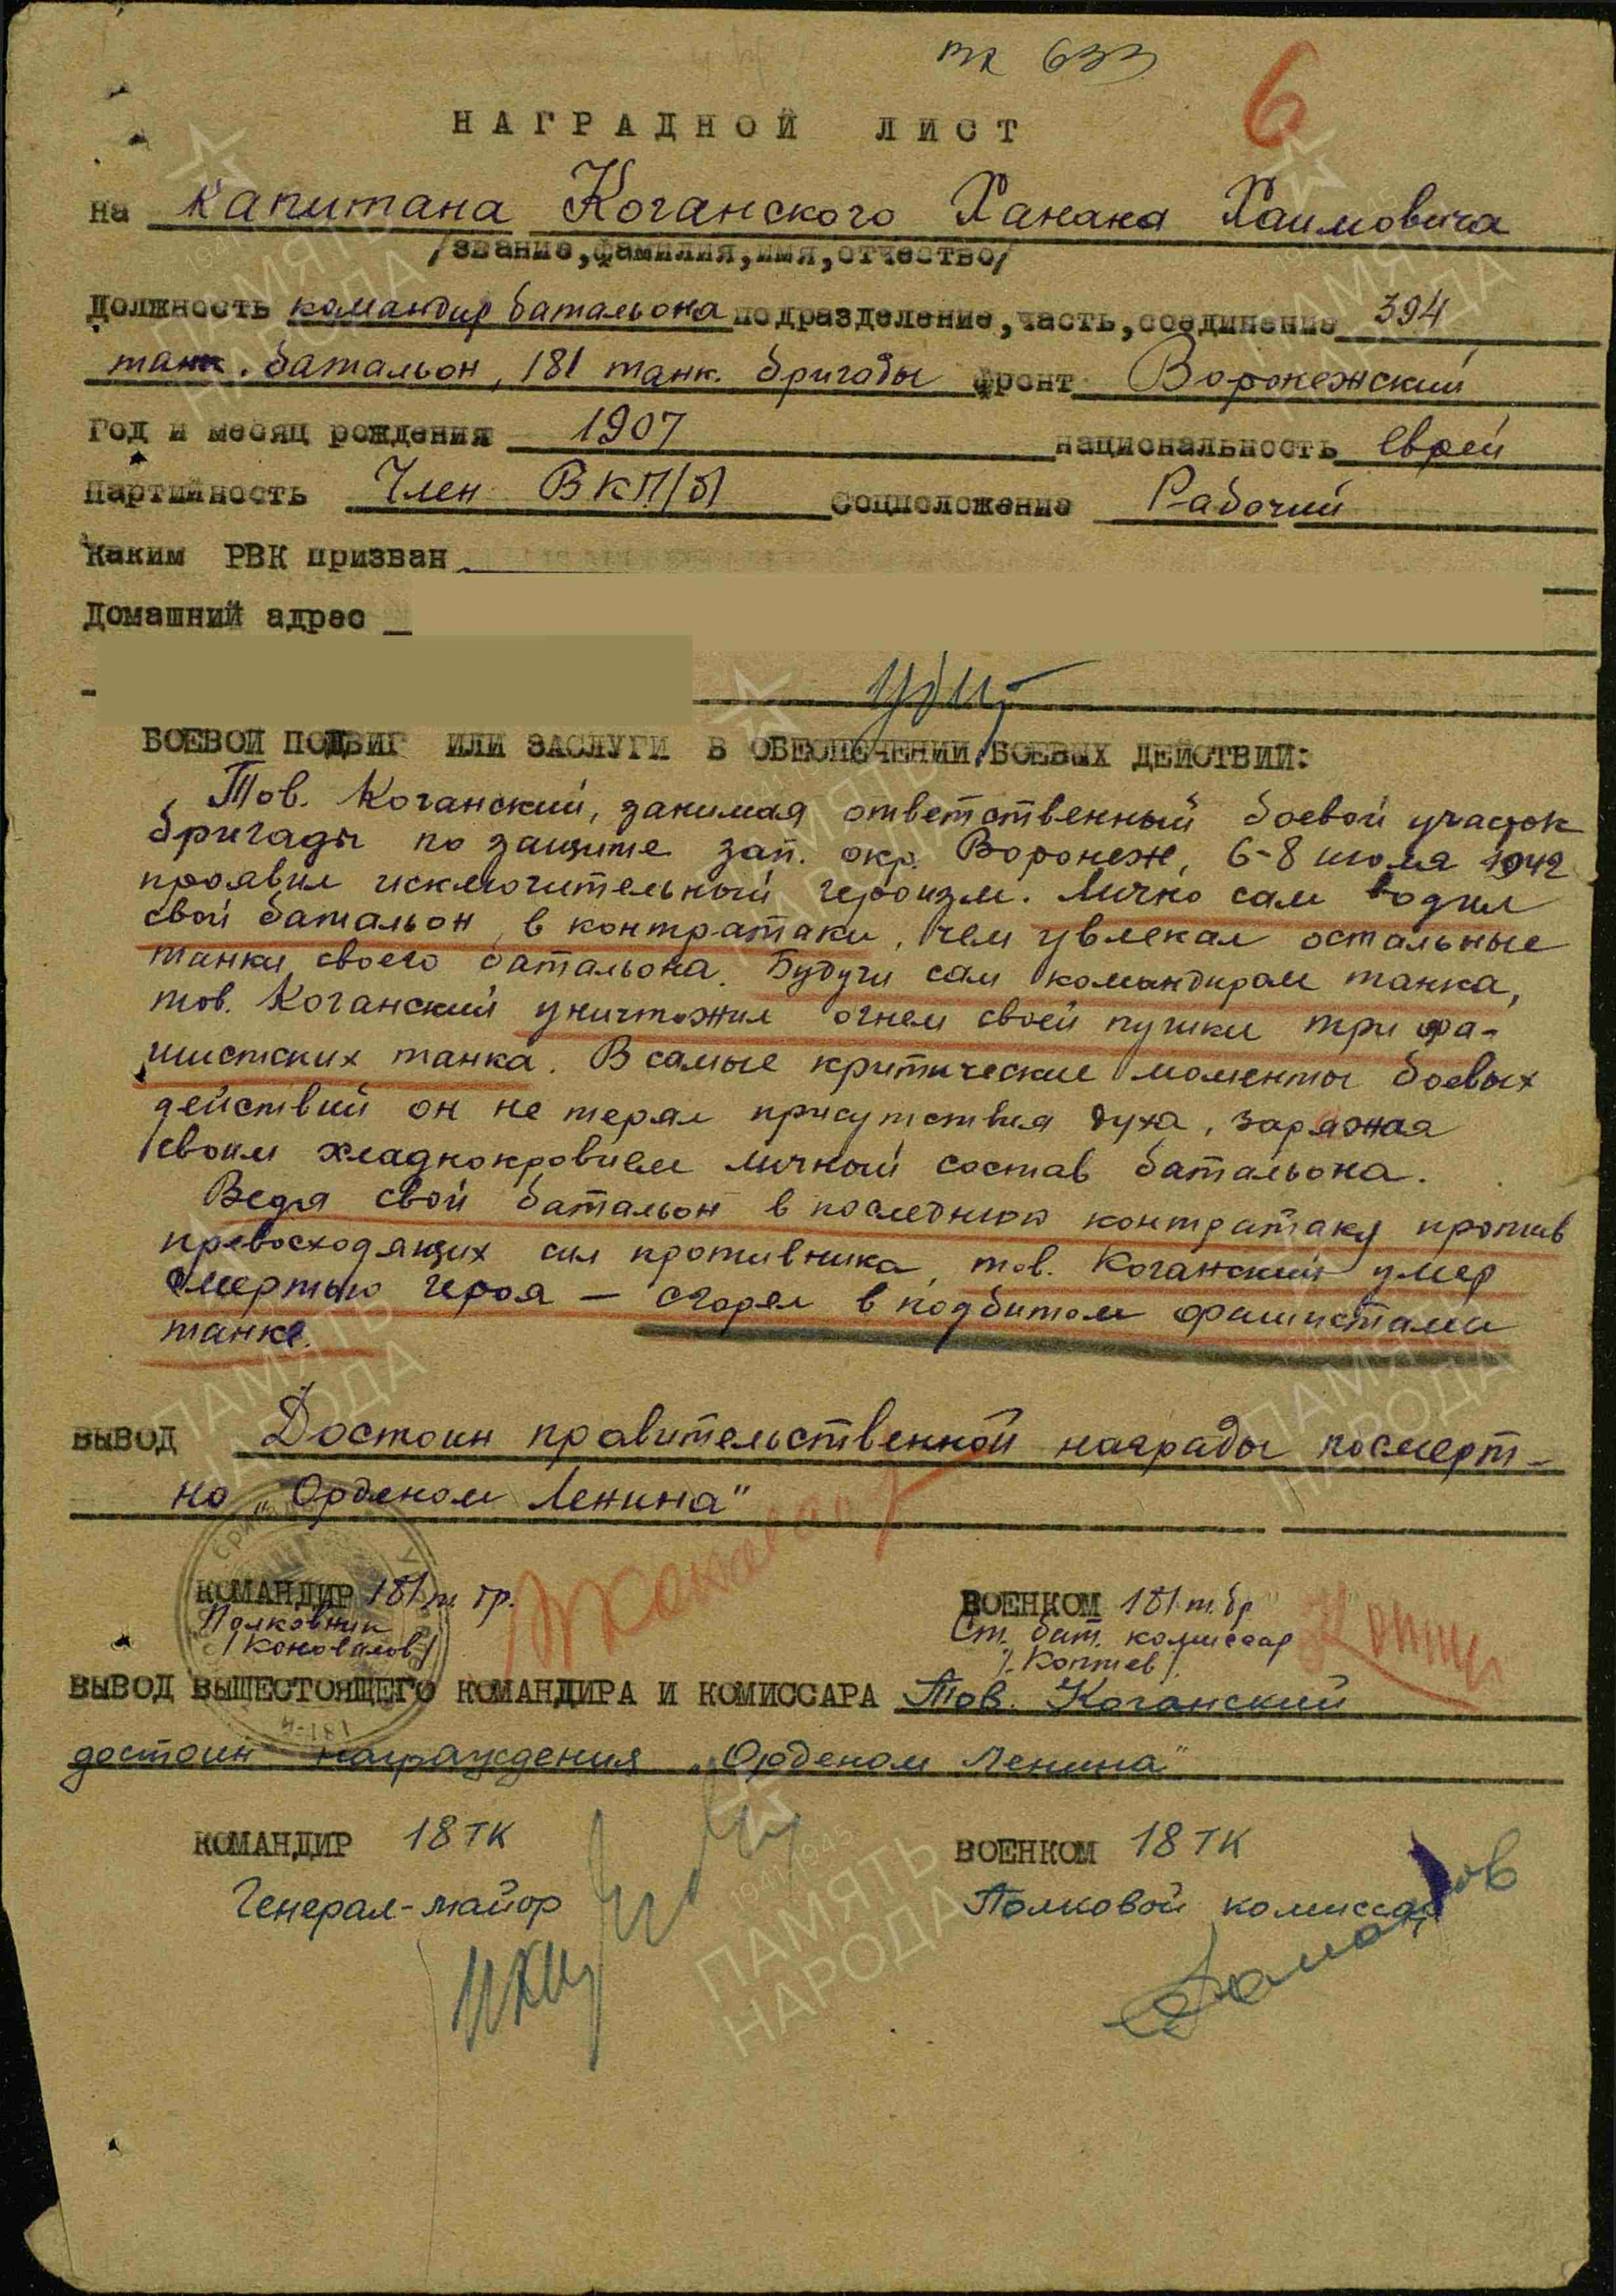 тк 633
6
НАГРАДНОЙ ЛИСТ
на капитана Коганского Ханана Хаимовича
/звание,фамилия,имя,отчество/
Должность командир батальона подразделение,часть,соединение 394
танк. батальон, 181 танк. бригады фронт Воронежский
Год и месяц рождения 1907 национальность еврей
Партийность Член ВКП/б/ Соцположение Рабочий
Каким РВК призван
Домашний адрес
убит
БОЕВОЙ ПОДВИГ ИЛИ ЗАСЛУГИ В ОБЕСПЕЧЕНИИ БОЕВЫХ ДЕЙСТВИЙ:
Тов. Коганский, занимая ответственный боевой участок
бригады по защите зап. окр. Воронеж, 6-8 июля 1942
проявил исключительный героизм. Лично сам водил
свой батальон в контратаки, чем увлекал остальные
танки своего батальона. Будучи сам командиром танка,
тов. Коганский уничтожил огнем своей пушки три фа-
шистских танка. В самые критические моменты боевых
действий он не терял присутствия духа, заражая
своим хладнокровием личный состав батальона.
Ведя свой батальон в последнюю контратаку против
превосходящих сил противника, тов. Коганский умер
смертью героя — сгорел в подбитом фашистами
танке.
ВЫВОД Достоин правительственной награды посмерт-
но „Орденом Ленина"
КОМАНДИР 181 т. бр. ВОЕНКОМ 181 т. бр
Полковник Ст. бат. комиссар
/Коновалов/ /Коптев/.
ВЫВОД ВЫШЕСТОЯЩЕГО КОМАНДИРА И КОМИССАРА Тов. Коганский
достоин награждения „Орденом Ленина"
КОМАНДИР 18 ТК ВОЕНКОМ 18 ТК
Генерал-майор Полковой комиссар
ПАМЯТЬ
НАРОДА